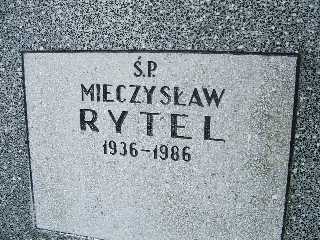 Ś.P.
MIECZYSŁAW
RYTEL
1936-1986